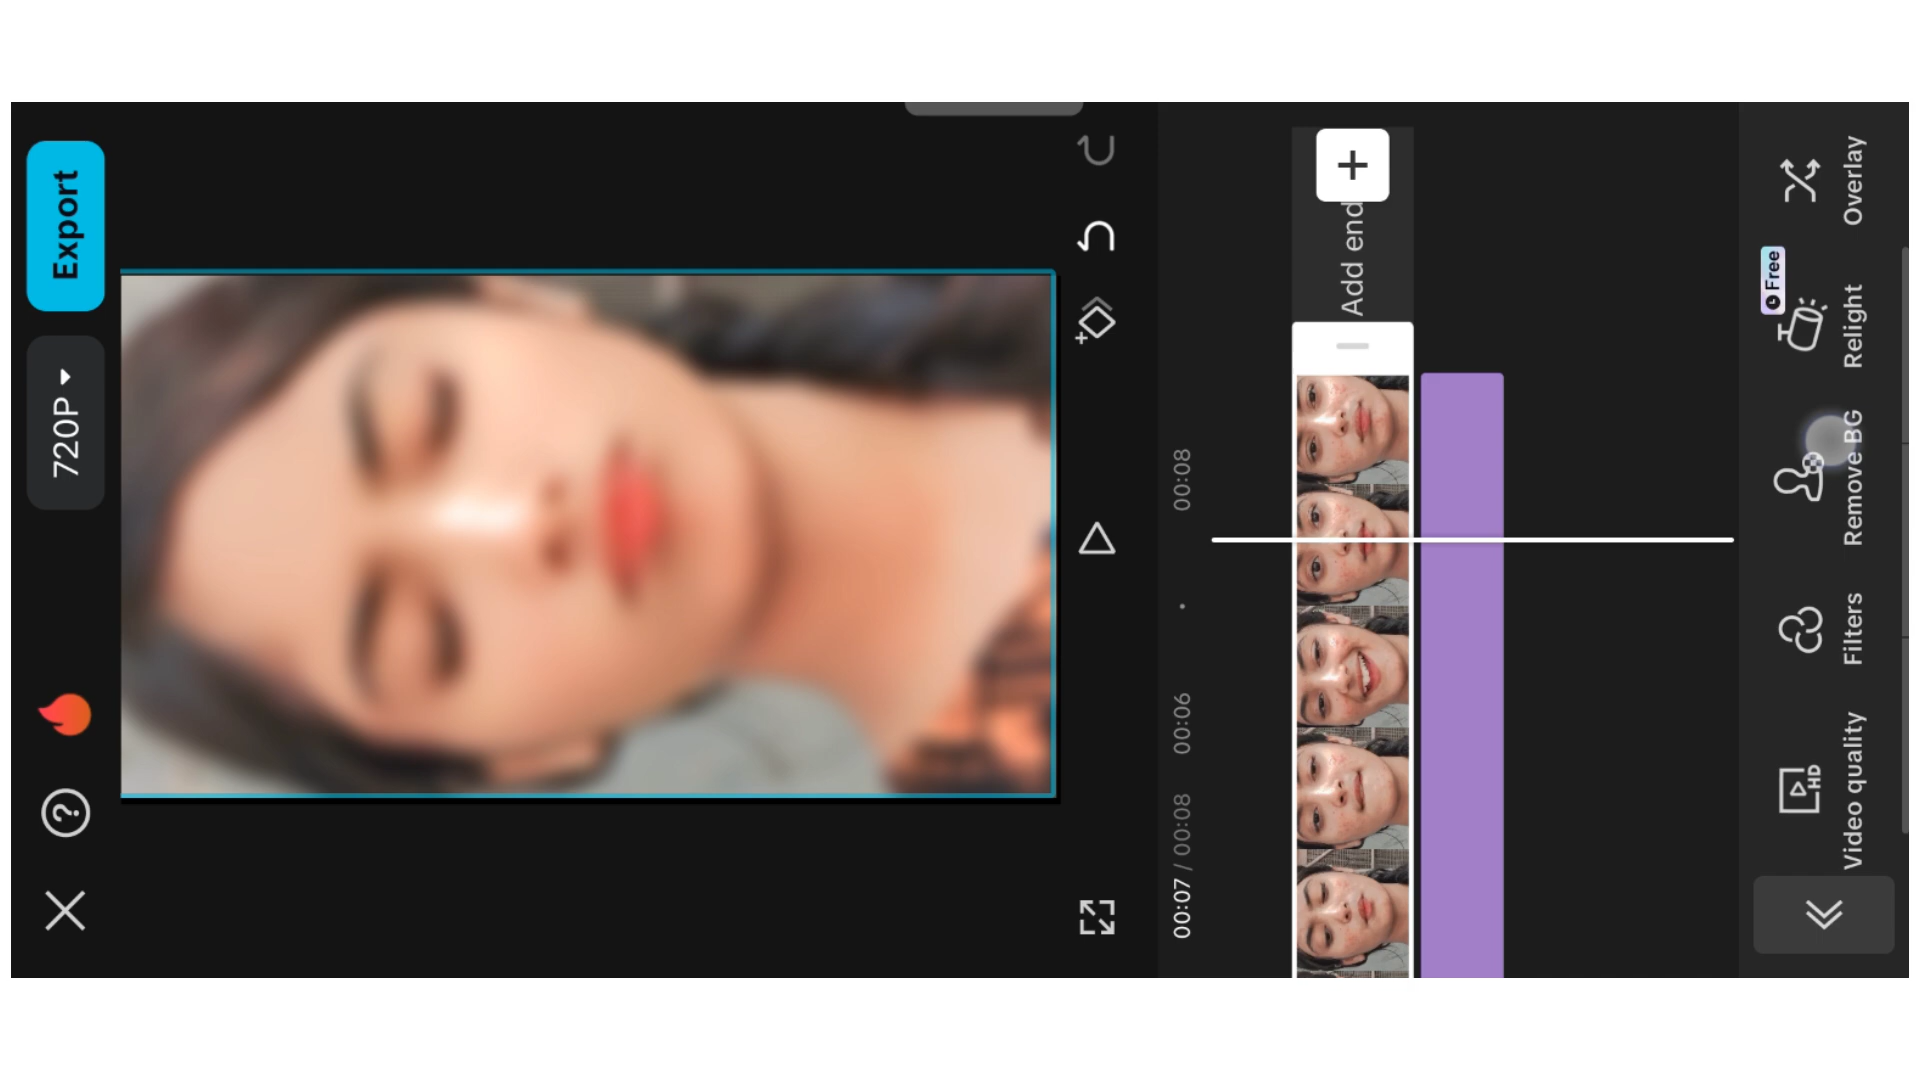 720P
Export
00:07 / 00:08
00:06
00:08
Add end
Free
HD
Video quality
Filters
Remove BG
Relight
Overlay